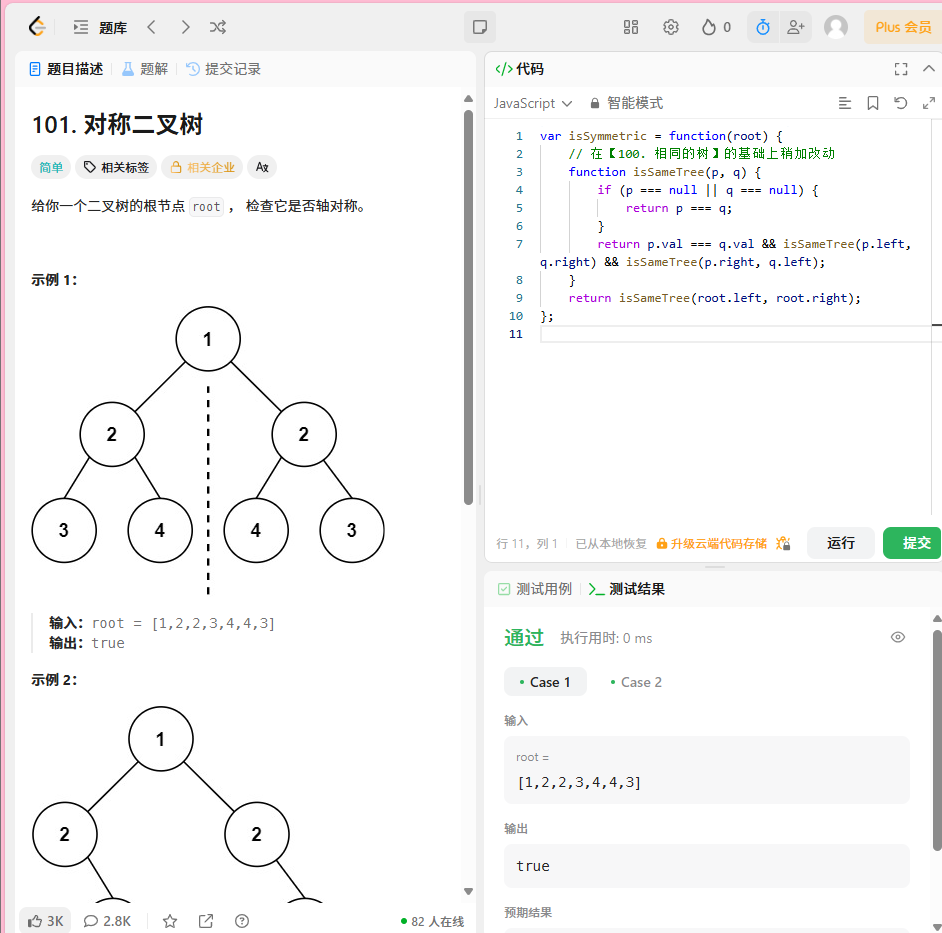 题库
0
Plus 会员
题目描述
题解
提交记录
101. 对称二叉树
简单
相关标签
相关企业
给你一个二叉树的根节点 root ， 检查它是否轴对称。
示例 1：
1
2
2
3
4
4
3
输入：root = [1,2,2,3,4,4,3]
输出：true
示例 2：
1
2
2
3K
2.8K
82 人在线
</> 代码
JavaScript
智能模式
1 var isSymmetric = function(root) {
2 // 在【100. 相同的树】的基础上稍加改动
3 function isSameTree(p, q) {
4 if (p === null || q === null) {
5 return p === q;
6 }
7 return p.val === q.val && isSameTree(p.left,
q.right) && isSameTree(p.right, q.left);
8 }
9 return isSameTree(root.left, root.right);
10 };
11
行 11，列 1
已从本地恢复
升级云端代码存储
运行
提交
测试用例
测试结果
通过
执行用时: 0 ms
• Case 1
• Case 2
输入
root =
[1,2,2,3,4,4,3]
输出
true
预期结果